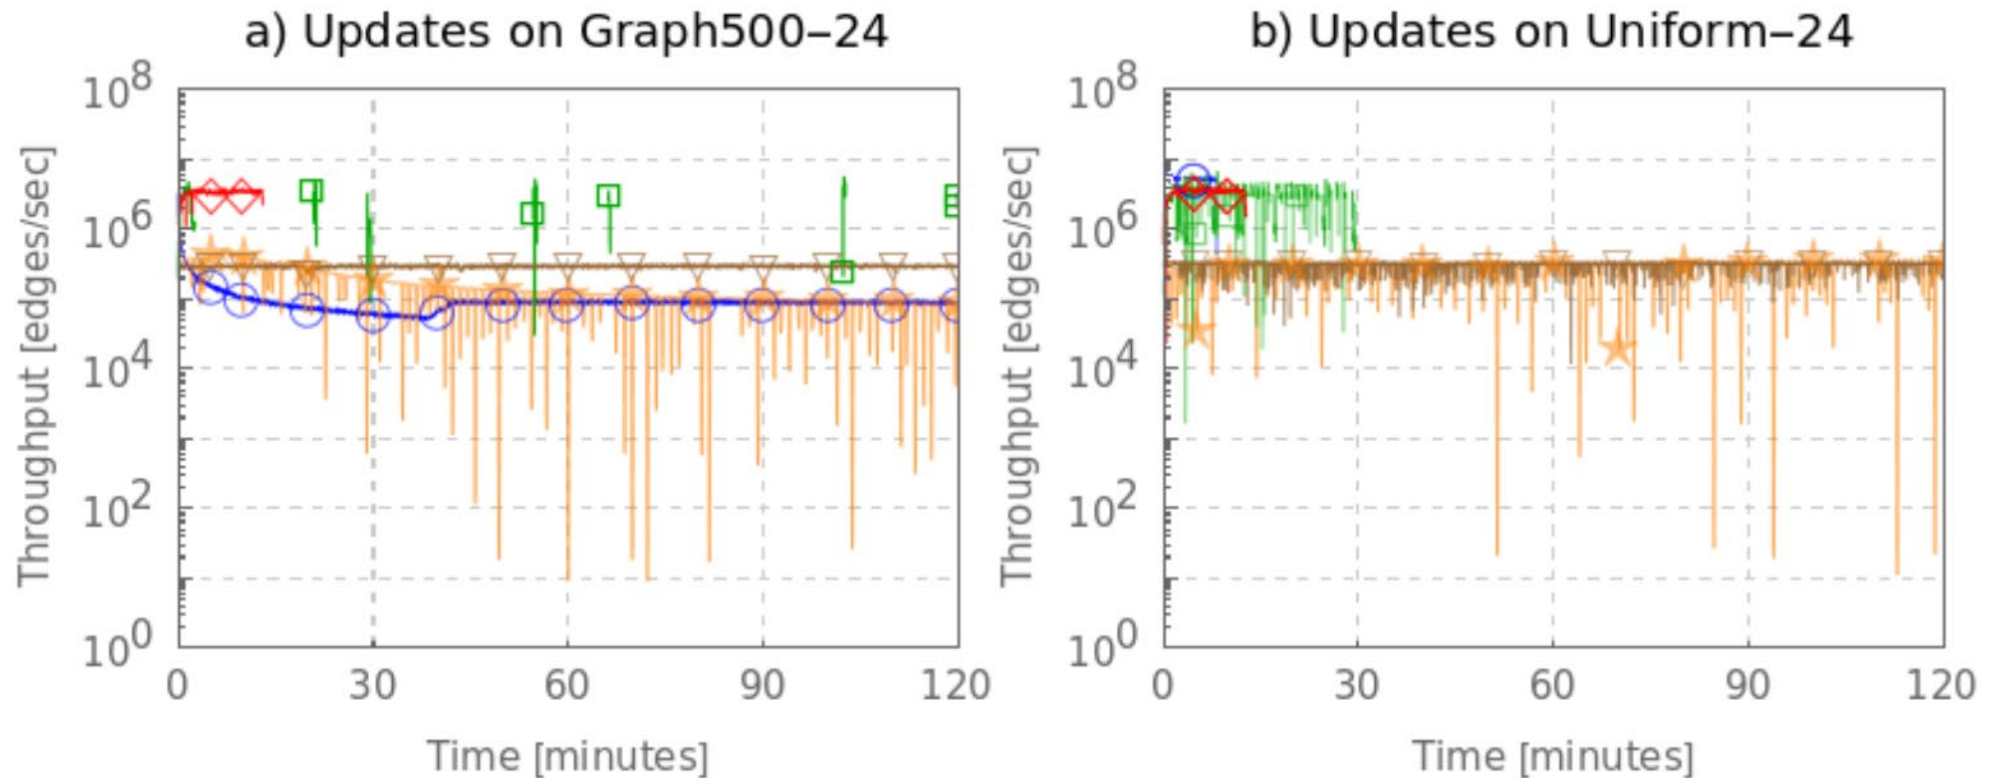 a) Updates on Graph500–24
Throughput [edges/sec]
10^8
10^6
10^4
10^2
10^0
0 30 60 90 120
Time [minutes]
b) Updates on Uniform–24
Throughput [edges/sec]
10^8
10^6
10^4
10^2
10^0
0 30 60 90 120
Time [minutes]